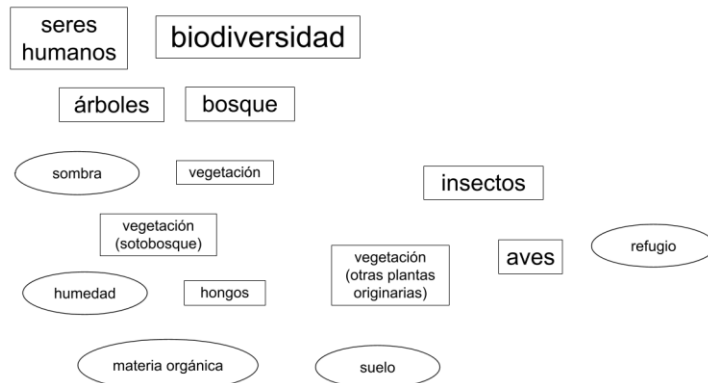 seres
humanos
biodiversidad
árboles
bosque
sombra
vegetación
insectos
vegetación
(sotobosque)
vegetación
(otras plantas
originarias)
aves
refugio
humedad
hongos
materia orgánica
suelo